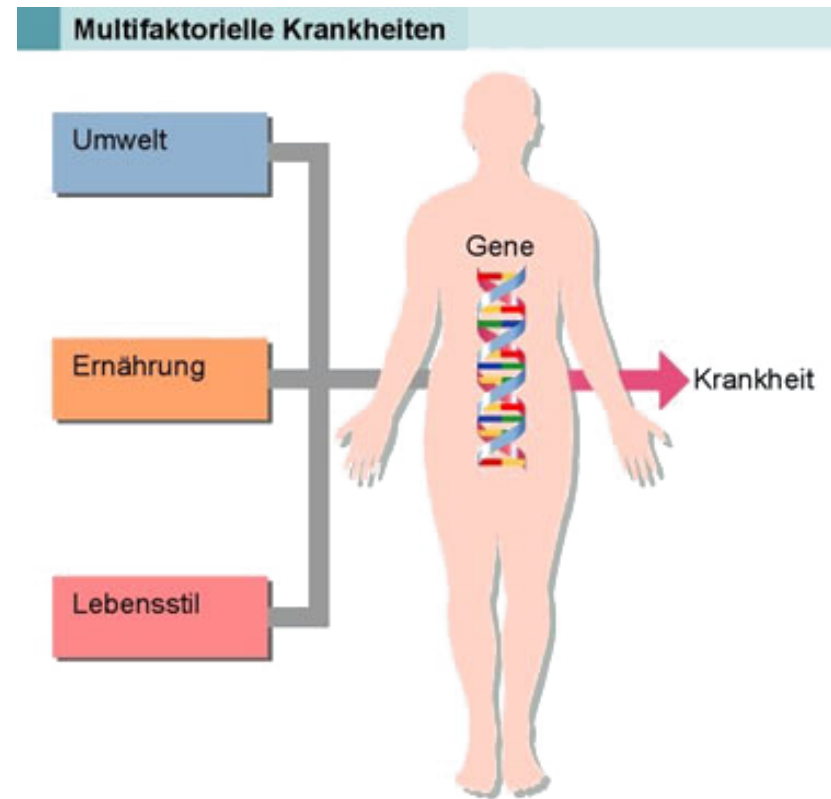 Multifaktorielle Krankheiten
Umwelt
Gene
Ernährung
Krankheit
Lebensstil